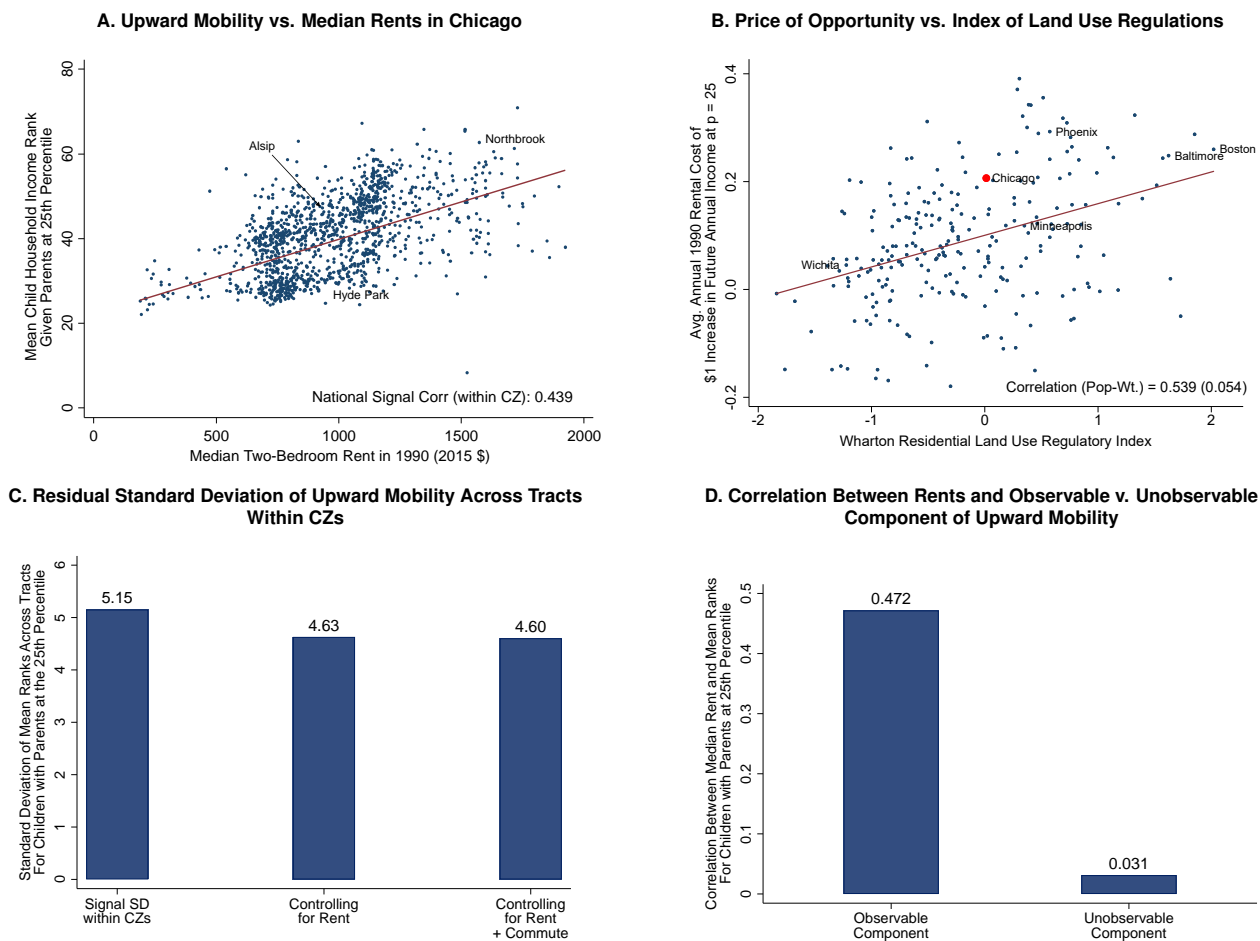 A. Upward Mobility vs. Median Rents in Chicago
Mean Child Household Income Rank
Given Parents at 25th Percentile
80
60
40
20
0
Alsip
Northbrook
Hyde Park
National Signal Corr (within CZ): 0.439
0
500
1000
1500
2000
Median Two-Bedroom Rent in 1990 (2015 $)
B. Price of Opportunity vs. Index of Land Use Regulations
Avg. Annual 1990 Rental Cost of
$1 Increase in Future Annual Income at p = 25
0.4
0.2
0.0
-0.2
Phoenix
Boston
Baltimore
Chicago
Minneapolis
Wichita
Correlation (Pop-Wt.) = 0.539 (0.054)
-2
-1
0
1
2
Wharton Residential Land Use Regulatory Index
C. Residual Standard Deviation of Upward Mobility Across Tracts
Within CZs
Standard Deviation of Mean Ranks Across Tracts
For Children with Parents at the 25th Percentile
6
5
4
3
2
1
0
5.15
4.63
4.60
Signal SD
within CZs
Controlling
for Rent
Controlling
for Rent
+ Commute
D. Correlation Between Rents and Observable v. Unobservable
Component of Upward Mobility
Correlation Between Median Rent and Mean Ranks
For Children with Parents at 25th Percentile
0.5
0.4
0.3
0.2
0.1
0
0.472
0.031
Observable
Component
Unobservable
Component